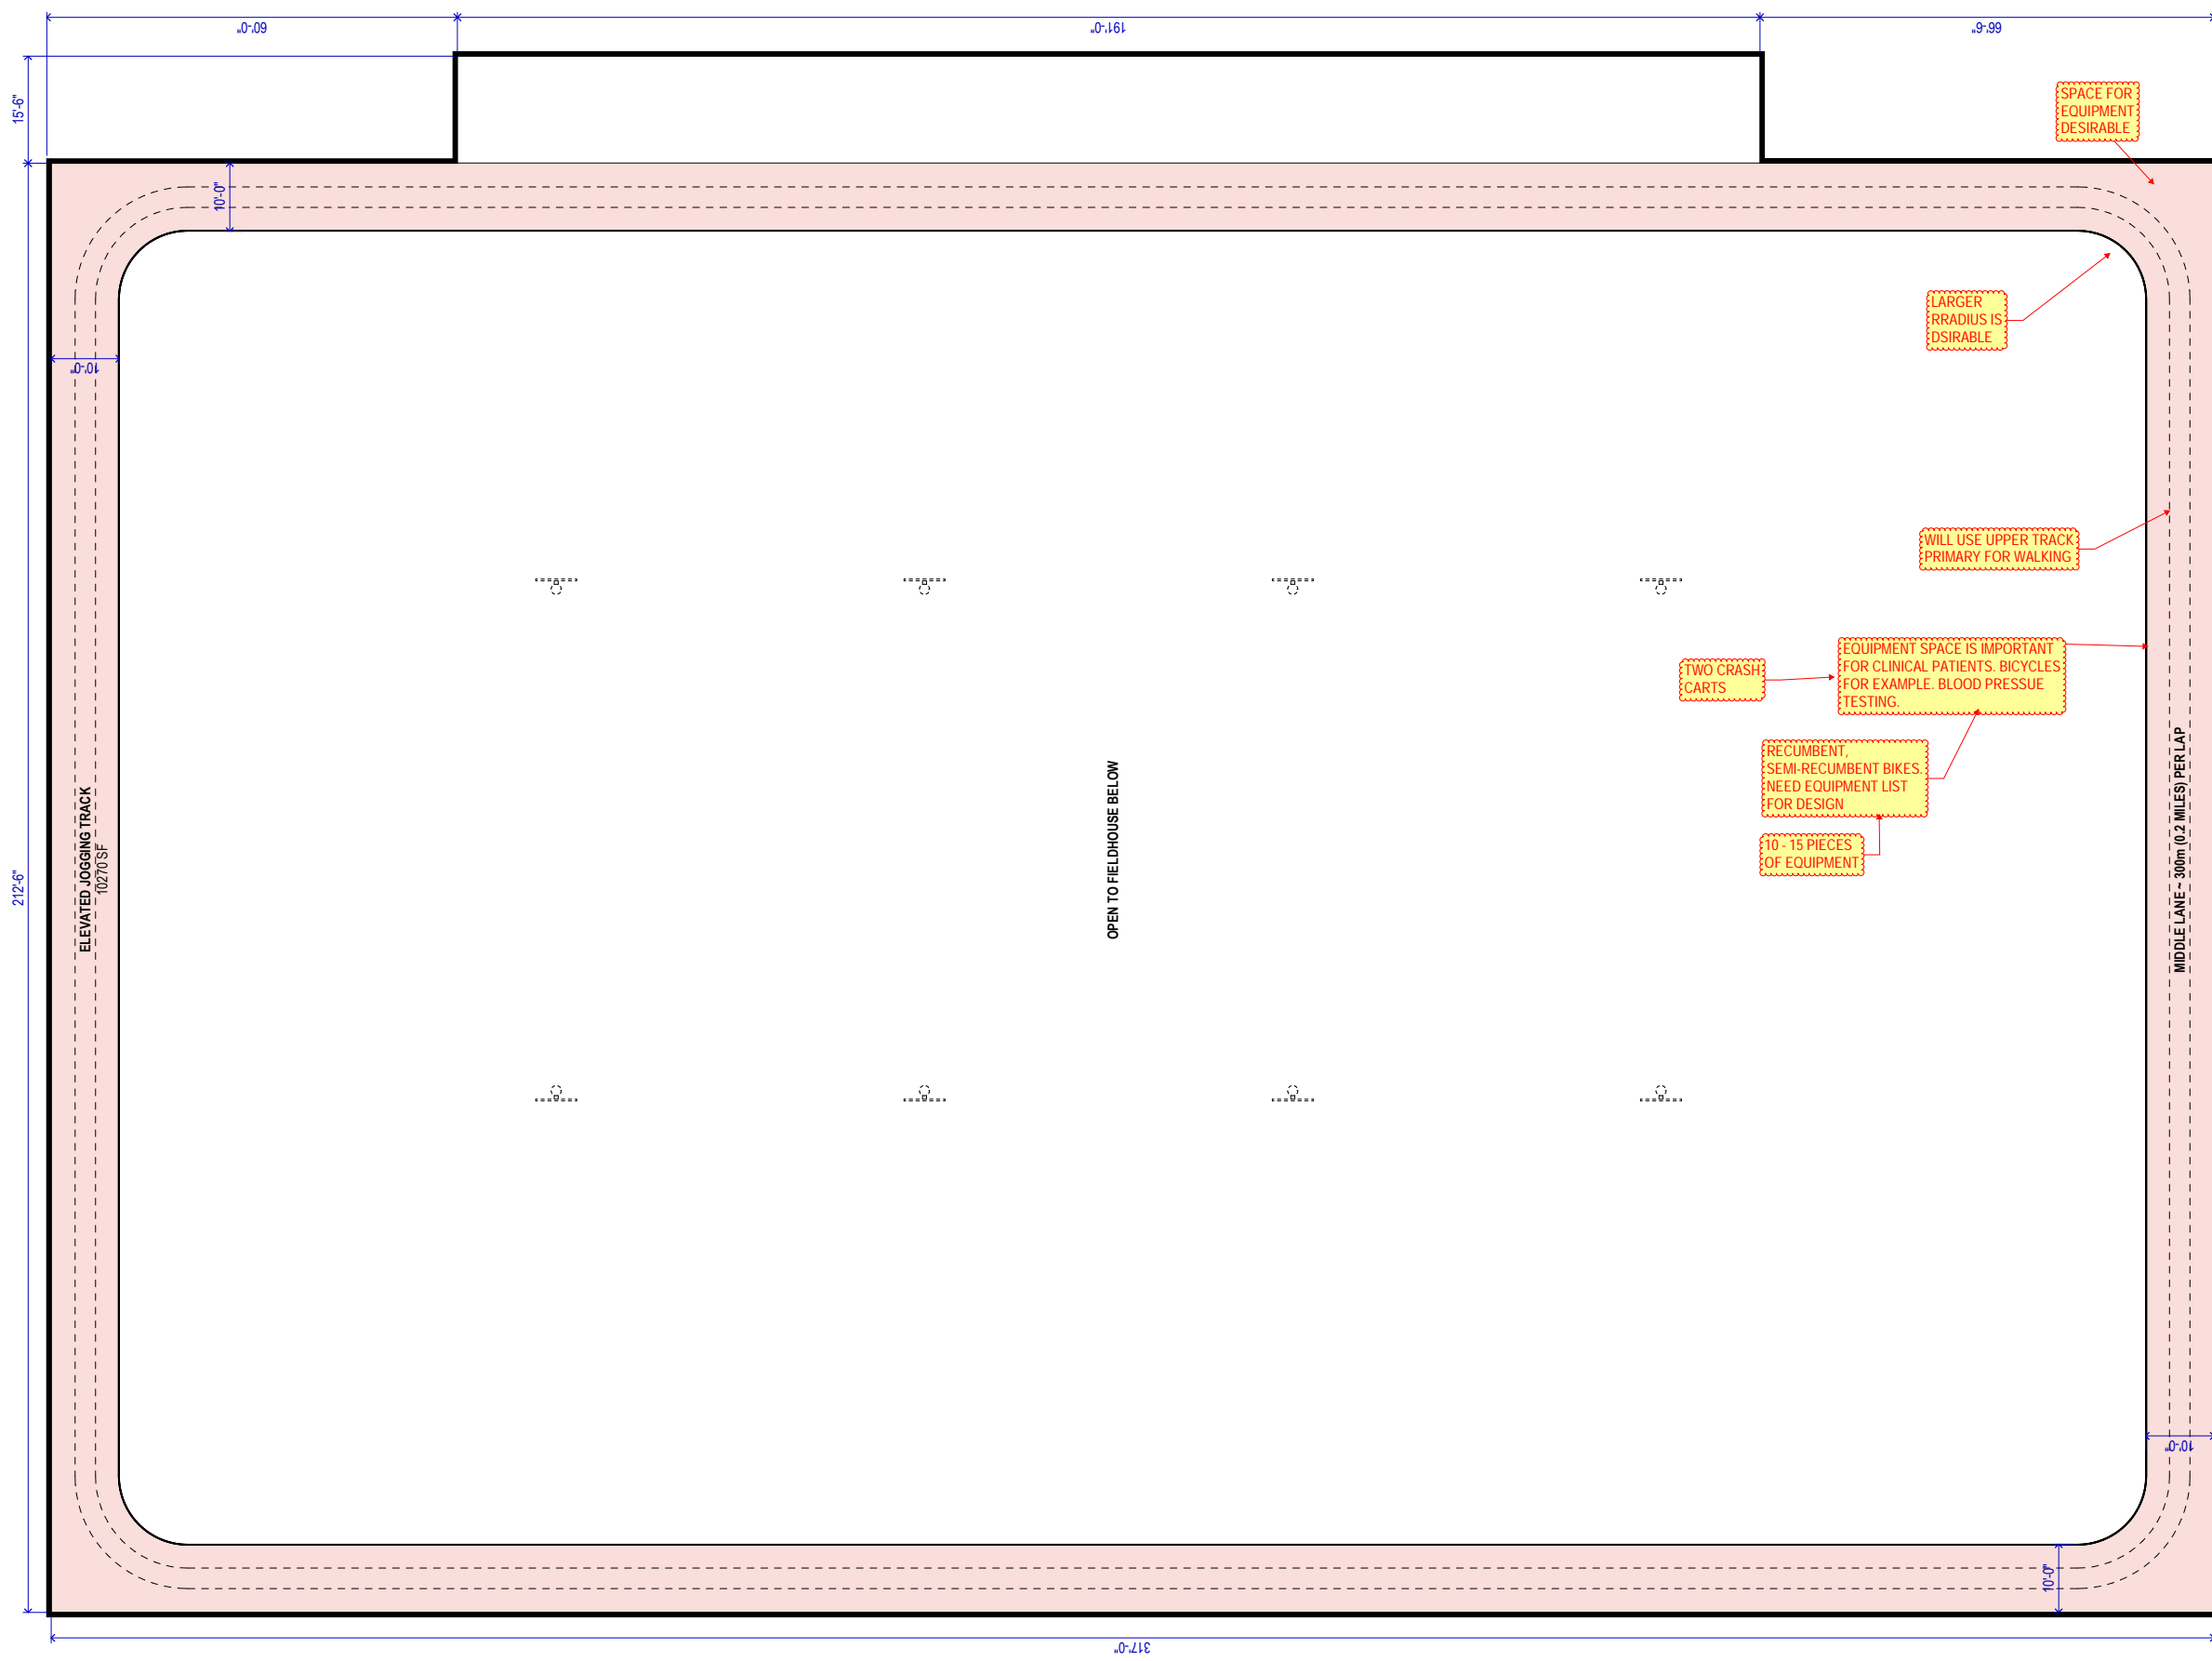 60'-0"
191'-0"
66'-6"
15'-6"
SPACE FOR
EQUIPMENT
DESIRABLE
10'-0"
LARGER
RRADIUS IS
DSIRABLE
10'-0"
WILL USE UPPER TRACK
PRIMARY FOR WALKING
EQUIPMENT SPACE IS IMPORTANT
FOR CLINICAL PATIENTS. BICYCLES
FOR EXAMPLE. BLOOD PRESSUE
TESTING.
TWO CRASH
CARTS
RECUMBENT,
SEMI-RECUMBENT BIKES.
NEED EQUIPMENT LIST
FOR DESIGN
10 - 15 PIECES
OF EQUIPMENT
212'-6"
ELEVATED JOGGING TRACK
10270 SF
OPEN TO FIELDHOUSE BELOW
MIDDLE LANE ~ 300m (0.2 MILES) PER LAP
10'-0"
10'-0"
317'-0"